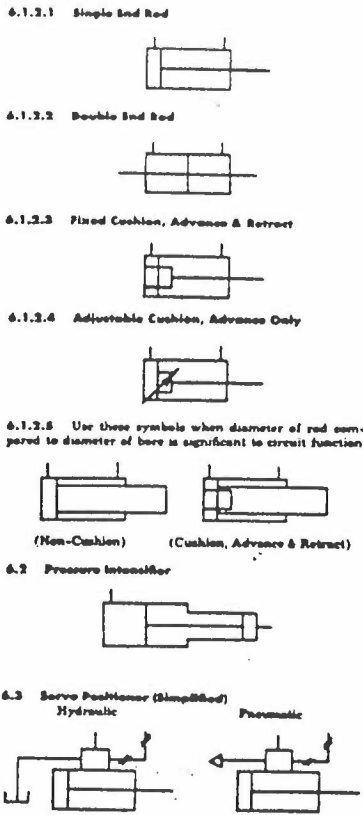 6.1.2.1 Single End Rod
6.1.2.2 Double End Rod
6.1.2.3 Fixed Cushion, Advance & Retract
6.1.2.4 Adjustable Cushion, Advance Only
6.1.2.5 Use these symbols when diameter of rod com-
pared to diameter of bore is significant to circuit function
(Non-Cushion) (Cushion, Advance & Retract)
6.2 Pressure Intensifier
6.3 Servo Positioner (Simplified)
Hydraulic Pneumatic